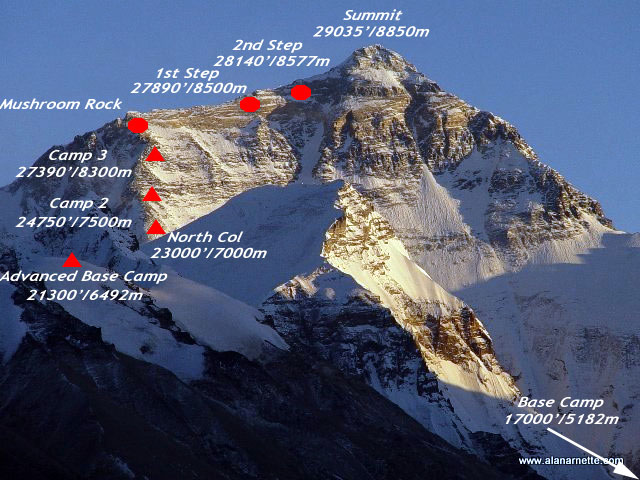 Summit
29035'/8850m
2nd Step
28140'/8577m
1st Step
27890'/8500m
Mushroom Rock
Camp 3
27390'/8300m
Camp 2
24750'/7500m
North Col
23000'/7000m
Advanced Base Camp
21300'/6492m
Base Camp
17000'/5182m
www.alanarnette.com